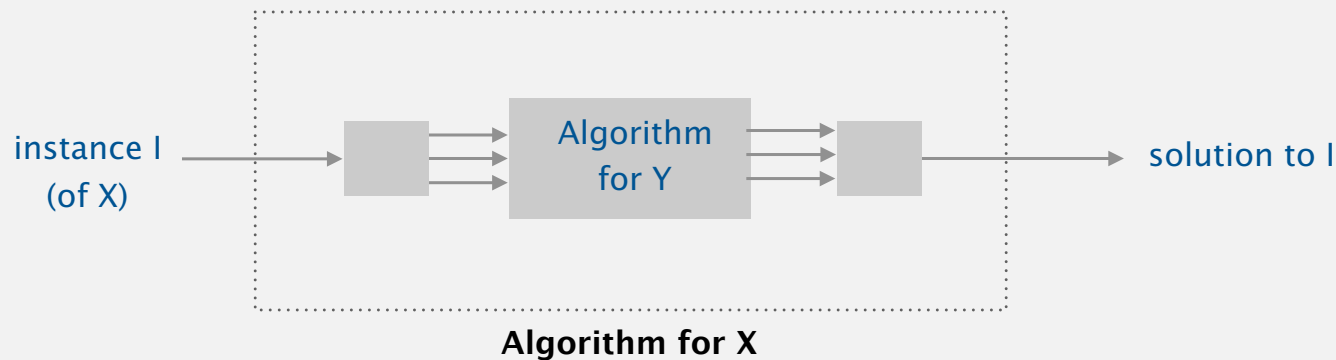 instance I
(of X)
Algorithm
for Y
solution to I
Algorithm for X